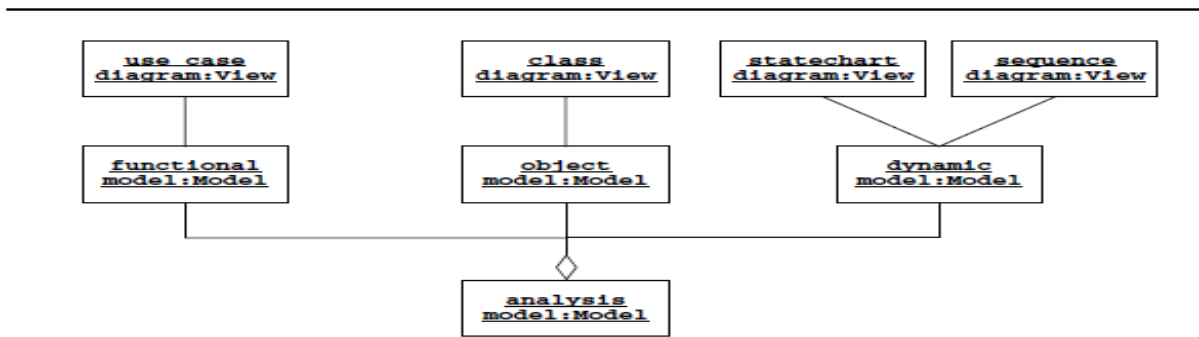 use case
diagram:View
class
diagram:View
statechart
diagram:View
sequence
diagram:View
functional
model:Model
object
model:Model
dynamic
model:Model
analysis
model:Model